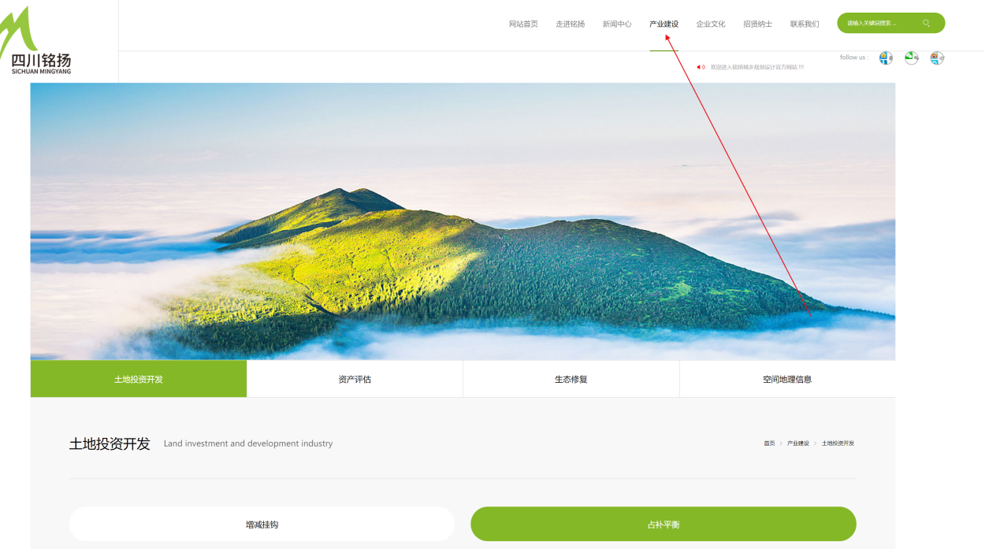 四川铭扬
SICHUAN MINGYANG
网站首页 走进铭扬 新闻中心 产业建设 企业文化 招贤纳士 联系我们
请输入关键词搜索 ...
follow us :
欢迎进入铭扬城乡规划设计官方网站 !!!
土地投资开发 资产评估 生态修复 空间地理信息
土地投资开发 Land investment and development industry
首页 > 产业建设 > 土地投资开发
增减挂钩 占补平衡